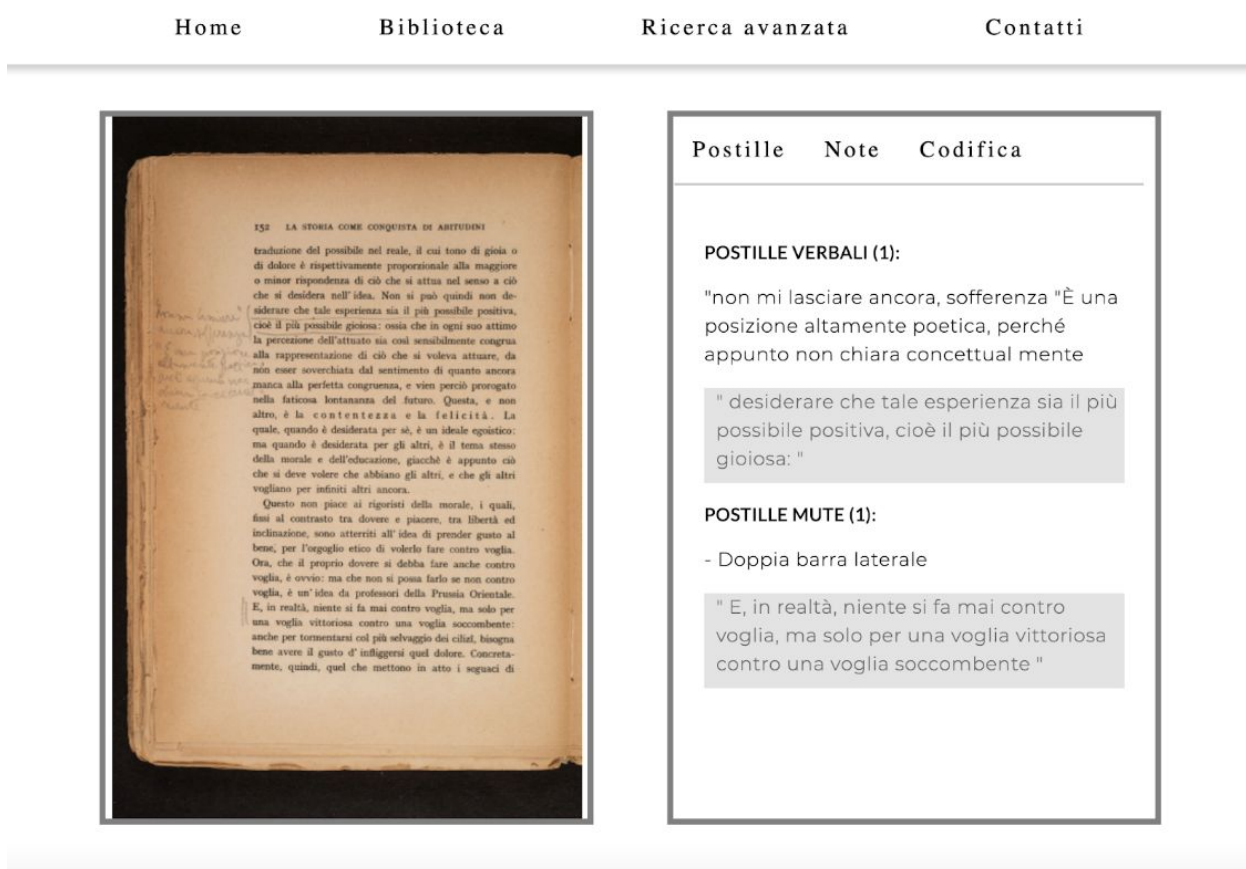 Home Biblioteca Ricerca avanzata Contatti
152 LA STORIA COME CONQUISTA DI ABITUDINI
traduzione del possibile nel reale, il cui tono di gioia o
di dolore è rispettivamente proporzionale alla maggiore
o minor rispondenza di ciò che si attua nel senso a ciò
che si desidera nell' idea. Non si può quindi non de-
siderare che tale esperienza sia il più possibile positiva,
cioè il più possibile gioiosa: ossia che in ogni suo attimo
la percezione dell'attuato sia così sensibilmente congrua
alla rappresentazione di ciò che si voleva attuare, da
non esser soverchiata dal sentimento di quanto ancora
manca alla perfetta congruenza, e vien perciò prorogato
nella faticosa lontananza del futuro. Questa, e non
altro, è la contentezza e la felicità. La
quale, quando è desiderata per sè, è un ideale egoistico:
ma quando è desiderata per gli altri, è il tema stesso
della morale e dell'educazione, giacchè è appunto ciò
che si deve volere che abbiano gli altri, e che gli altri
vogliano per infiniti altri ancora.
Questo non piace ai rigoristi della morale, i quali,
fissi al contrasto tra dovere e piacere, tra libertà ed
inclinazione, sono atterriti all' idea di prender gusto al
bene, per l'orgoglio etico di volerlo fare contro voglia.
Ora, che il proprio dovere si debba fare anche contro
voglia, è ovvio: ma che non si possa farlo se non contro
voglia, è un' idea da professori della Prussia Orientale.
E, in realtà, niente si fa mai contro voglia, ma solo per
una voglia vittoriosa contro una voglia soccombente:
anche per tormentarsi col più selvaggio dei cilizî, bisogna
bene avere il gusto d' infliggersi quel dolore. Concreta-
mente, quindi, quel che mettono in atto i seguaci di
Postille Note Codifica
POSTILLE VERBALI (1):
"non mi lasciare ancora, sofferenza "È una
posizione altamente poetica, perché
appunto non chiara concettual mente
" desiderare che tale esperienza sia il più
possibile positiva, cioè il più possibile
gioiosa: "
POSTILLE MUTE (1):
- Doppia barra laterale
" E, in realtà, niente si fa mai contro
voglia, ma solo per una voglia vittoriosa
contro una voglia soccombente "